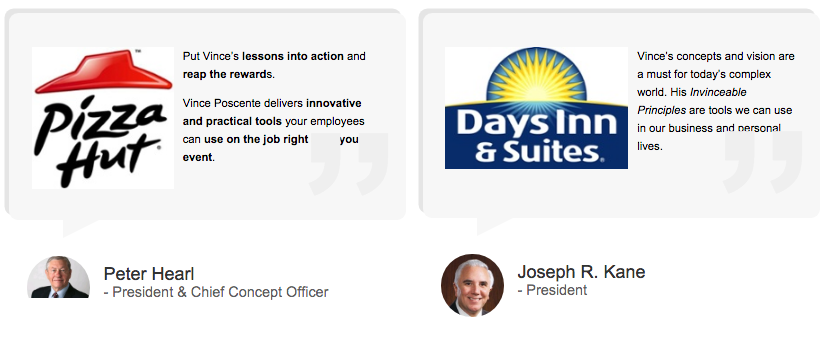 Put Vince's lessons into action and
reap the rewards.
Vince Poscente delivers innovative
and practical tools your employees
can use on the job right you
event.
Pizza
Hut
Peter Hearl
- President & Chief Concept Officer
Vince's concepts and vision are
a must for today's complex
world. His Invinceable
Principles are tools we can use
in our business and personal
lives.
Days Inn
& Suites®
Joseph R. Kane
- President